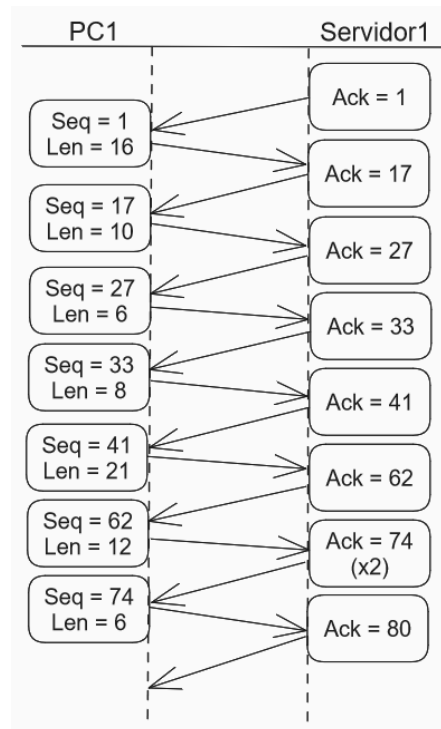 PC1
Servidor1
Ack = 1
Seq = 1
Len = 16
Ack = 17
Seq = 17
Len = 10
Ack = 27
Seq = 27
Len = 6
Ack = 33
Seq = 33
Len = 8
Ack = 41
Seq = 41
Len = 21
Ack = 62
Seq = 62
Len = 12
Ack = 74
(x2)
Seq = 74
Len = 6
Ack = 80